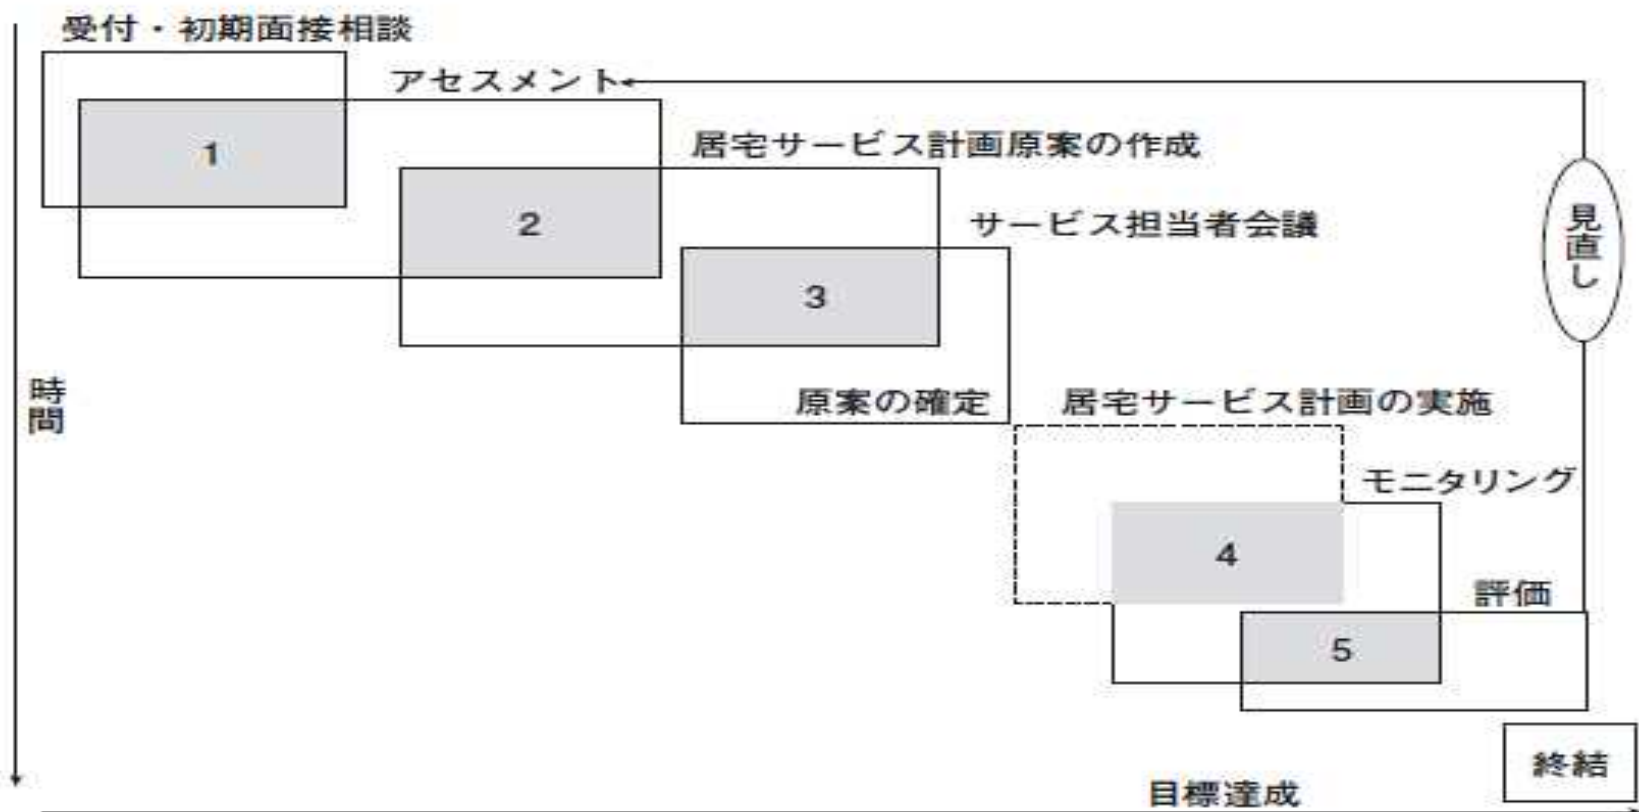 受付・初期面接相談
アセスメント
1
居宅サービス計画原案の作成
2
サービス担当者会議
3
見直し
時間
原案の確定
居宅サービス計画の実施
モニタリング
4
評価
5
終結
目標達成